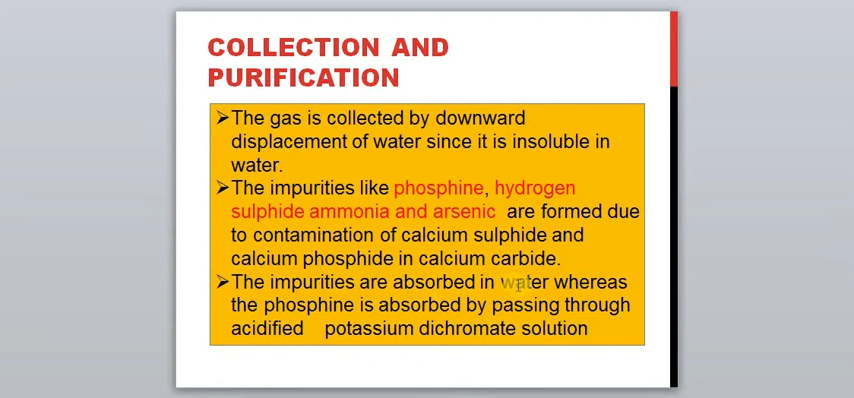 COLLECTION AND
PURIFICATION
➢The gas is collected by downward
displacement of water since it is insoluble in
water.
➢The impurities like phosphine, hydrogen
sulphide ammonia and arsenic are formed due
to contamination of calcium sulphide and
calcium phosphide in calcium carbide.
➢The impurities are absorbed in water whereas
the phosphine is absorbed by passing through
acidified potassium dichromate solution